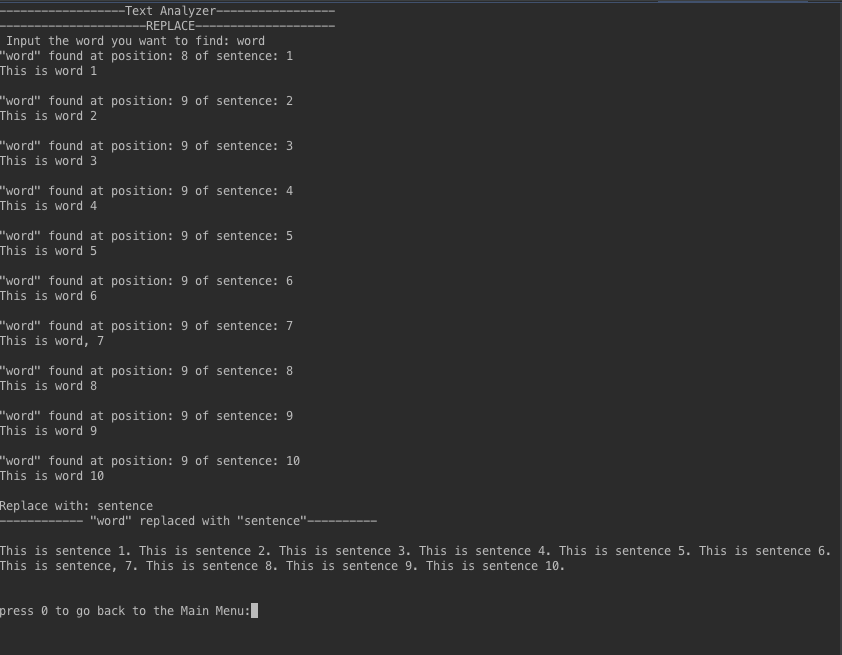 ------------------Text Analyzer-----------------
---------------------REPLACE--------------------
Input the word you want to find: word
"word" found at position: 8 of sentence: 1
This is word 1
"word" found at position: 9 of sentence: 2
This is word 2
"word" found at position: 9 of sentence: 3
This is word 3
"word" found at position: 9 of sentence: 4
This is word 4
"word" found at position: 9 of sentence: 5
This is word 5
"word" found at position: 9 of sentence: 6
This is word 6
"word" found at position: 9 of sentence: 7
This is word, 7
"word" found at position: 9 of sentence: 8
This is word 8
"word" found at position: 9 of sentence: 9
This is word 9
"word" found at position: 9 of sentence: 10
This is word 10
Replace with: sentence
------------ "word" replaced with "sentence"----------
This is sentence 1. This is sentence 2. This is sentence 3. This is sentence 4. This is sentence 5. This is sentence 6.
This is sentence, 7. This is sentence 8. This is sentence 9. This is sentence 10.
press 0 to go back to the Main Menu: